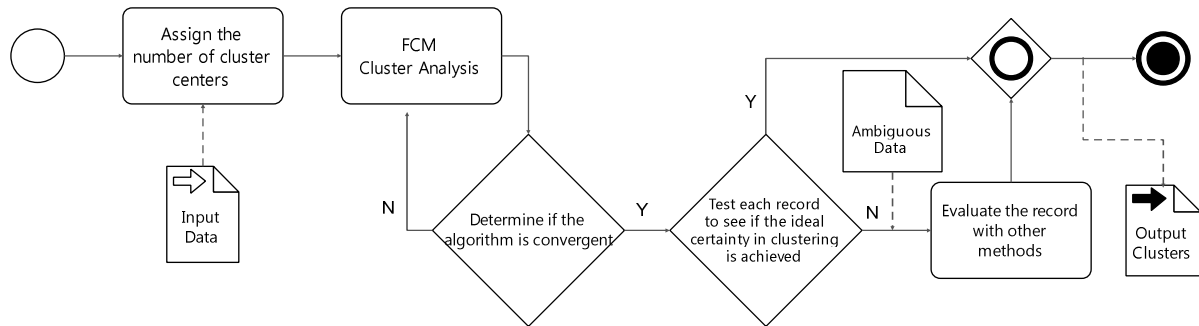 Assign the
number of cluster
centers
FCM
Cluster Analysis
Input
Data
N
Determine if the
algorithm is convergent
Y
Test each record
to see if the ideal
certainty in clustering
is achieved
Y
Ambiguous
Data
N
Evaluate the record
with other
methods
Output
Clusters